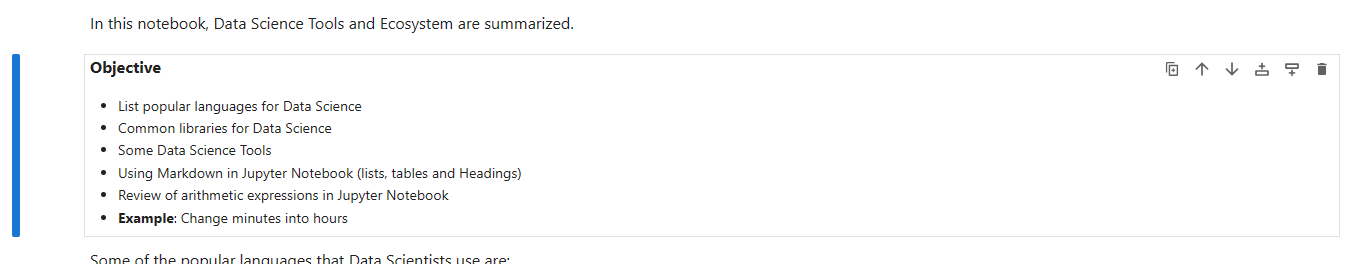 In this notebook, Data Science Tools and Ecosystem are summarized.
Objective
List popular languages for Data Science
Common libraries for Data Science
Some Data Science Tools
Using Markdown in Jupyter Notebook (lists, tables and Headings)
Review of arithmetic expressions in Jupyter Notebook
Example: Change minutes into hours
Some of the popular languages that Data Scientists use are: